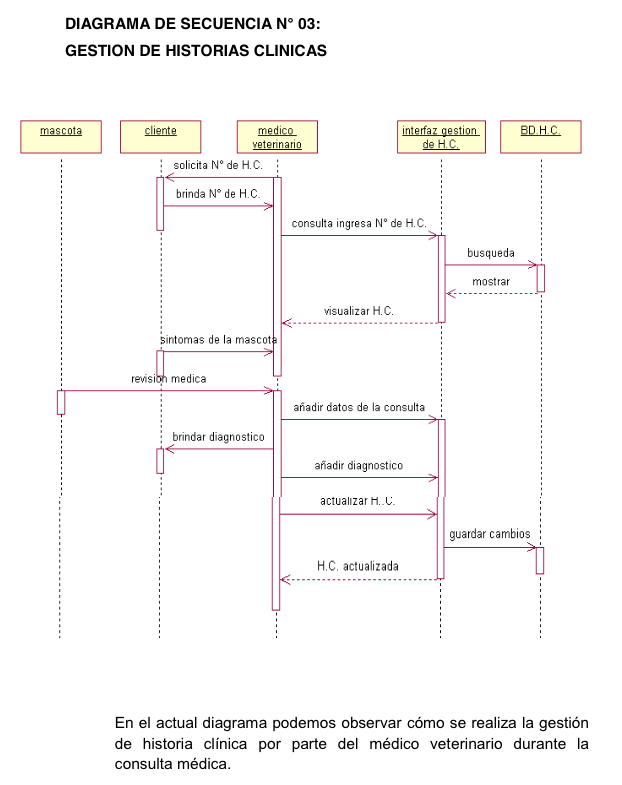 DIAGRAMA DE SECUENCIA N° 03:
GESTION DE HISTORIAS CLINICAS
mascota
cliente
medico
veterinario
interfaz gestion
de H.C.
BD.H.C.
solicita N° de H.C.
brinda N° de H.C.
consulta ingresa N° de H.C.
busqueda
mostrar
visualizar H.C.
sintomas de la mascota
revision medica
añadir datos de la consulta
brindar diagnostico
añadir diagnostico
actualizar H.C.
guardar cambios
H.C. actualizada
En el actual diagrama podemos observar cómo se realiza la gestión
de historia clínica por parte del médico veterinario durante la
consulta médica.